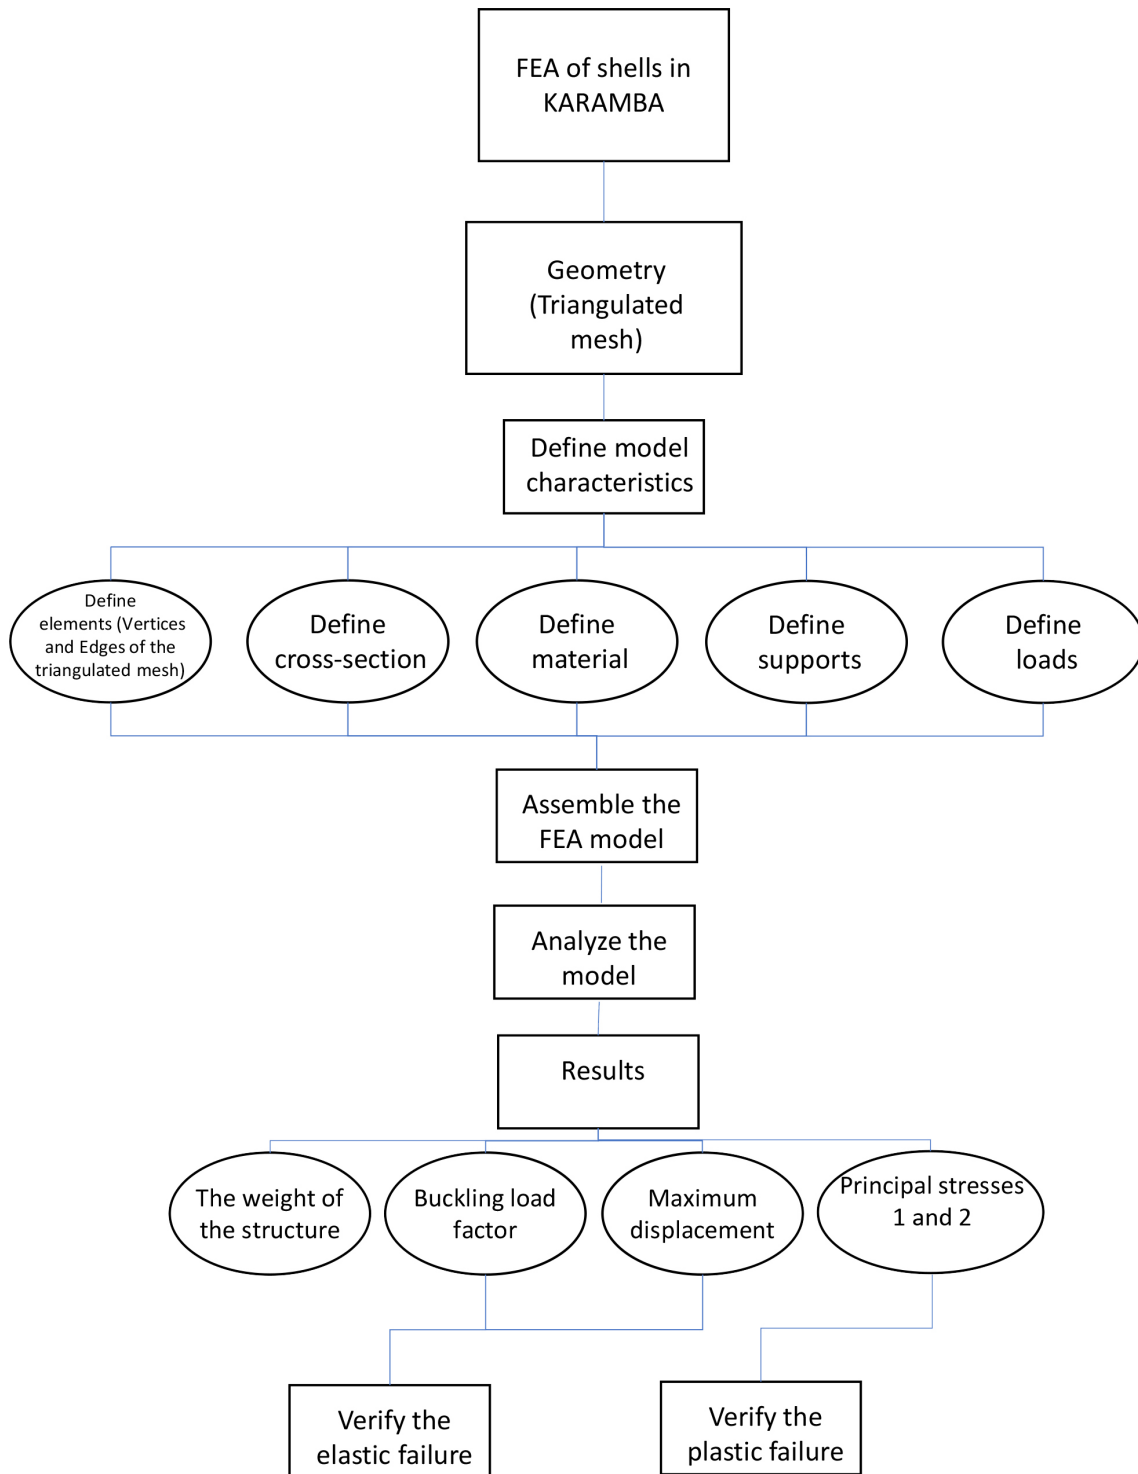 FEA of shells in
KARAMBA
Geometry
(Triangulated
mesh)
Define model
characteristics
Define
elements (Vertices
and Edges of the
triangulated mesh)
Define
cross-section
Define
material
Define
supports
Define
loads
Assemble the
FEA model
Analyze the
model
Results
The weight of
the structure
Buckling load
factor
Maximum
displacement
Principal stresses
1 and 2
Verify the
elastic failure
Verify the
plastic failure